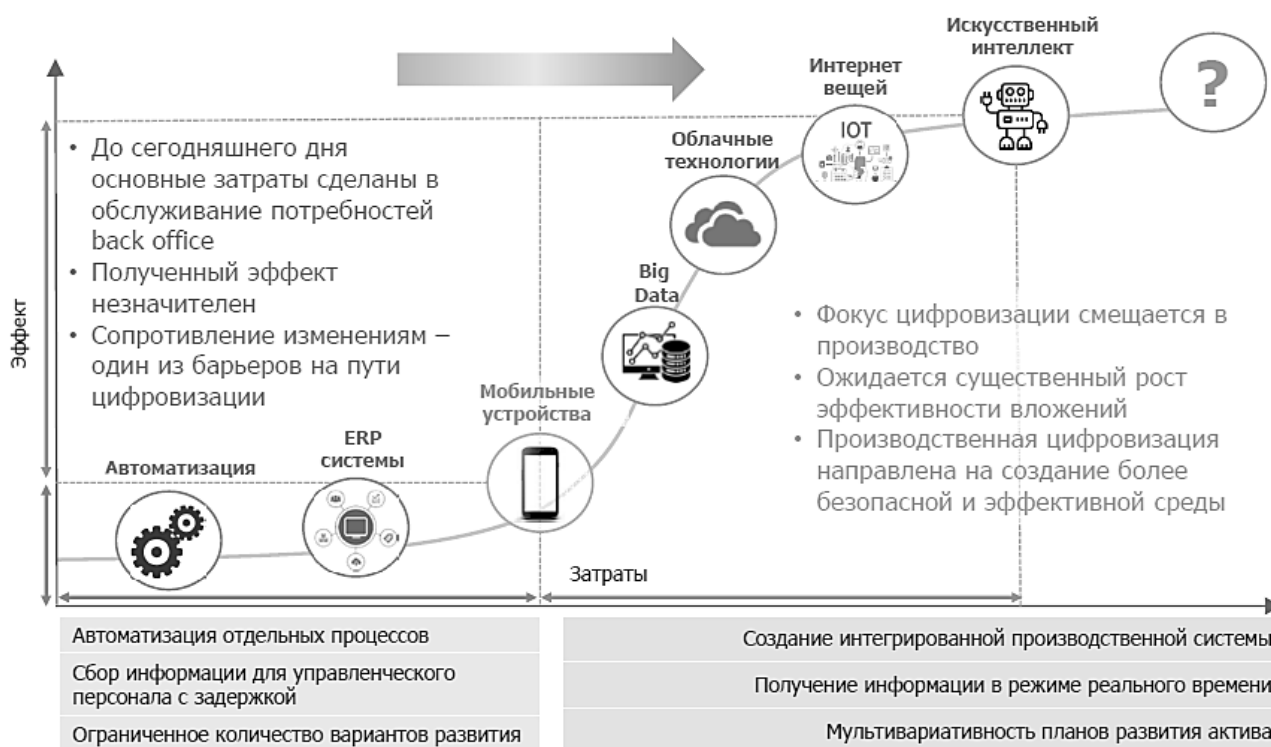 Искусственный
интеллект
?
Интернет
вещей
IOT
Облачные
технологии
• До сегодняшнего дня
основные затраты сделаны в
обслуживание потребностей
back office
• Полученный эффект
незначителен
• Сопротивление изменениям –
один из барьеров на пути
цифровизации
Big
Data
Эффект
• Фокус цифровизации смещается в
производство
• Ожидается существенный рост
эффективности вложений
• Производственная цифровизация
направлена на создание более
безопасной и эффективной среды
Мобильные
устройства
ERP
системы
Автоматизация
Затраты
Автоматизация отдельных процессов
Сбор информации для управленческого
персонала с задержкой
Ограниченное количество вариантов развития
Создание интегрированной производственной системы
Получение информации в режиме реального времени
Мультивариативность планов развития актива